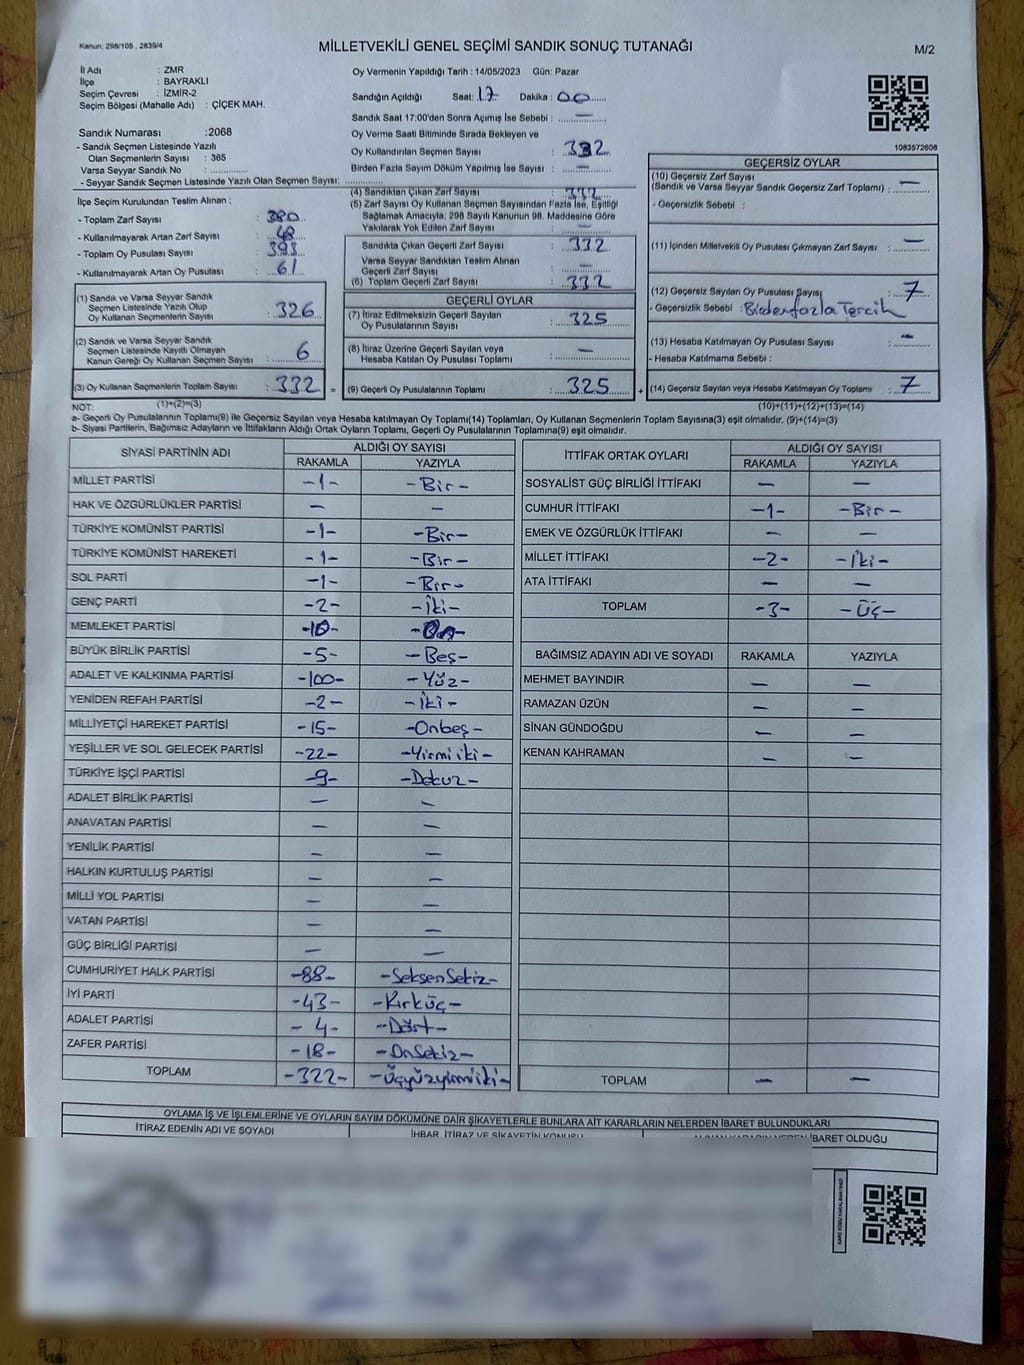 Kanun; 298/105 , 2839/4
MİLLETVEKİLİ GENEL SEÇİMİ SANDIK SONUÇ TUTANAĞI
M/2
İl Adı : ZMR
İlçe : BAYRAKLI
Seçim Çevresi : İZMİR-2
Seçim Bölgesi (Mahalle Adı) : ÇİÇEK MAH.
Sandık Numarası :2068
- Sandık Seçmen Listesinde Yazılı
Olan Seçmenlerin Sayısı : 365
Varsa Seyyar Sandık No :
- Seyyar Sandık Seçmen Listesinde Yazılı Olan Seçmen Sayısı:
İlçe Seçim Kurulundan Teslim Alınan ;
- Toplam Zarf Sayısı : 380
- Kullanılmayarak Artan Zarf Sayısı : 48
- Toplam Oy Pusulası Sayısı : 393
- Kullanılmayarak Artan Oy Pusulası : 61
(1) Sandık ve Varsa Seyyar Sandık
Seçmen Listesinde Yazılı Olup
Oy Kullanan Seçmenlerin Sayısı : 326
(2) Sandık ve Varsa Seyyar Sandık
Seçmen Listesinde Kayıtlı Olmayan
Kanun Gereği Oy Kullanan Seçmen Sayısı : 6
(3) Oy Kullanan Seçmenlerin Toplam Sayısı : 332 =
(1)+(2)=(3)
Oy Vermenin Yapıldığı Tarih : 14/05/2023 Gün: Pazar
Sandığın Açıldığı Saat: 17 Dakika : 00
Sandık Saat 17:00'den Sonra Açımış İse Sebebi : —
Oy Verme Saati Bitiminde Sırada Bekleyen ve
Oy Kullandırılan Seçmen Sayısı : 332
Birden Fazla Sayım Döküm Yapılmış İse Sayısı : —
(4) Sandıktan Çıkan Zarf Sayısı : 332
(5) Zarf Sayısı Oy Kullanan Seçmen Sayısından Fazla İse, Eşitliği
Sağlamak Amacıyla; 298 Sayılı Kanunun 98. Maddesine Göre
Yakılarak Yok Edilen Zarf Sayısı : —
Sandıkta Çıkan Geçerli Zarf Sayısı : 332
Varsa Seyyar Sandıktan Teslim Alınan
Geçerli Zarf Sayısı : —
(6) Toplam Geçerli Zarf Sayısı : 332
GEÇERLİ OYLAR
(7) İtiraz Edilmeksizin Geçerli Sayılan
Oy Pusulalarının Sayısı : 325
(8) İtiraz Üzerine Geçerli Sayılan veya
Hesaba Katılan Oy Pusulaları Toplamı : —
(9) Geçerli Oy Pusulalarının Toplamı : 325 +
1083572608
GEÇERSİZ OYLAR
(10) Geçersiz Zarf Sayısı
(Sandık ve Varsa Seyyar Sandık Geçersiz Zarf Toplamı) : —
- Geçersizlik Sebebi :
(11) İçinden Milletvekili Oy Pusulası Çıkmayan Zarf Sayısı : —
(12) Geçersiz Sayılan Oy Pusulası Sayısı : 7
- Geçersizlik Sebebi : Birden fazla Tercih
(13) Hesaba Katılmayan Oy Pusulası Sayısı : —
- Hesaba Katılmama Sebebi :
(14) Geçersiz Sayılan veya Hesaba Katılmayan Oy Toplamı : 7
(10)+(11)+(12)+(13)=(14)
NOT:
a- Geçerli Oy Pusulalarının Toplamı(9) ile Geçersiz Sayılan veya Hesaba katılmayan Oy Toplamı(14) Toplamları, Oy Kullanan Seçmenlerin Toplam Sayısına(3) eşit olmalıdır. (9)+(14)=(3)
b- Siyasi Partilerin, Bağımsız Adayların ve İttifakların Aldığı Ortak Oyların Toplamı, Geçerli Oy Pusulalarının Toplamına(9) eşit olmalıdır.
SİYASİ PARTİNİN ADI ALDIĞI OY SAYISI
RAKAMLA YAZIYLA
MİLLET PARTİSİ -1- -Bir-
HAK VE ÖZGÜRLÜKLER PARTİSİ — —
TÜRKİYE KOMÜNİST PARTİSİ -1- -Bir-
TÜRKİYE KOMÜNİST HAREKETİ -1- -Bir-
SOL PARTİ -1- -Bir-
GENÇ PARTİ -2- -İki-
MEMLEKET PARTİSİ -10- -On-
BÜYÜK BİRLİK PARTİSİ -5- -Beş-
ADALET VE KALKINMA PARTİSİ -100- -Yüz-
YENİDEN REFAH PARTİSİ -2- -İki-
MİLLİYETÇİ HAREKET PARTİSİ -15- -Onbeş-
YEŞİLLER VE SOL GELECEK PARTİSİ -22- -Yirmi iki-
TÜRKİYE İŞÇİ PARTİSİ -9- -Dokuz-
ADALET BİRLİK PARTİSİ — —
ANAVATAN PARTİSİ — —
YENİLİK PARTİSİ — —
HALKIN KURTULUŞ PARTİSİ — —
MİLLİ YOL PARTİSİ — —
VATAN PARTİSİ — —
GÜÇ BİRLİĞİ PARTİSİ — —
CUMHURİYET HALK PARTİSİ -88- -Seksen Sekiz-
İYİ PARTİ -43- -Kırküç-
ADALET PARTİSİ -4- -Dört-
ZAFER PARTİSİ -18- -On Sekiz-
TOPLAM -322- -Üçyüzyirmi iki-
İTTİFAK ORTAK OYLARI ALDIĞI OY SAYISI
RAKAMLA YAZIYLA
SOSYALİST GÜÇ BİRLİĞİ İTTİFAKI — —
CUMHUR İTTİFAKI -1- -Bir-
EMEK VE ÖZGÜRLÜK İTTİFAKI — —
MİLLET İTTİFAKI -2- -İki-
ATA İTTİFAKI — —
TOPLAM -3- -Üç-
BAĞIMSIZ ADAYIN ADI VE SOYADI RAKAMLA YAZIYLA
MEHMET BAYINDIR — —
RAMAZAN ÜZÜN — —
SİNAN GÜNDOĞDU — —
KENAN KAHRAMAN — —
TOPLAM — —
OYLAMA İŞ VE İŞLEMLERİNE VE OYLARIN SAYIM DÖKÜMÜNE DAİR ŞİKAYETLERLE BUNLARA AİT KARARLARIN NELERDEN İBARET BULUNDUKLARI
İTİRAZ EDENİN ADI VE SOYADI İHBAR, İTİRAZ VE ŞİKAYETİN KONUSU İBARET OLDUĞU